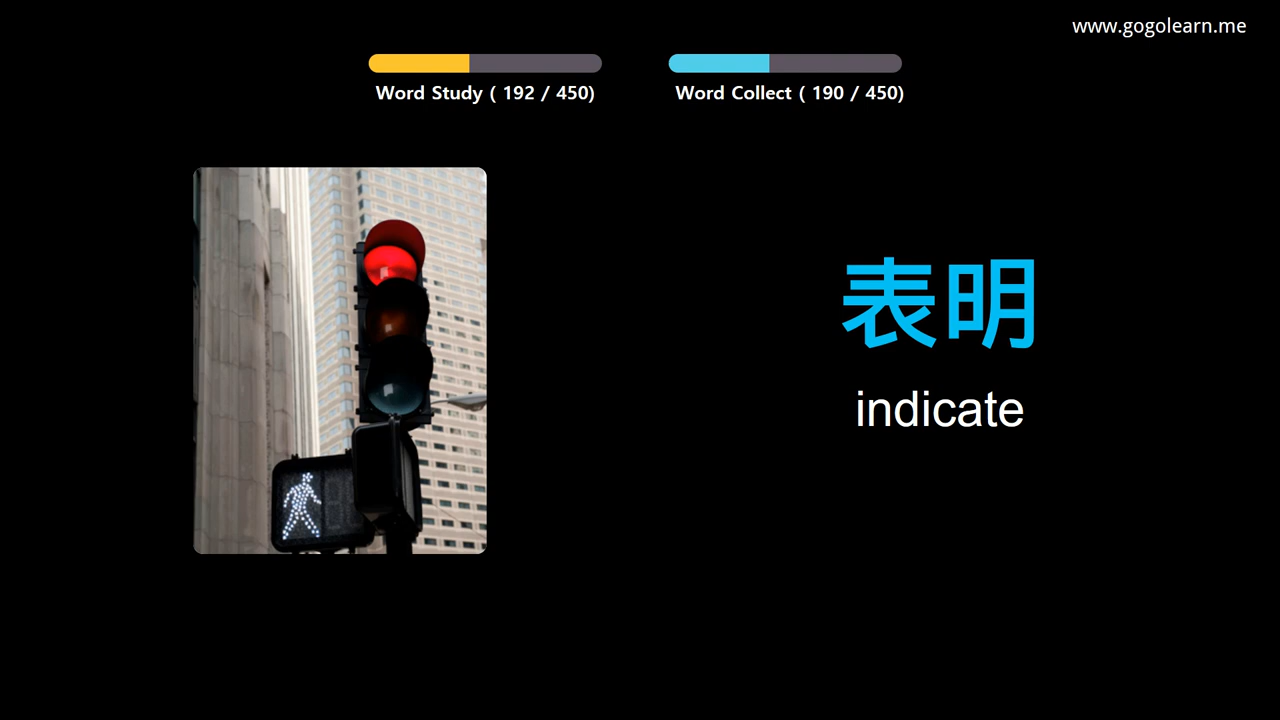 www.gogolearn.me
Word Study ( 192 / 450)
Word Collect ( 190 / 450)
表明
indicate